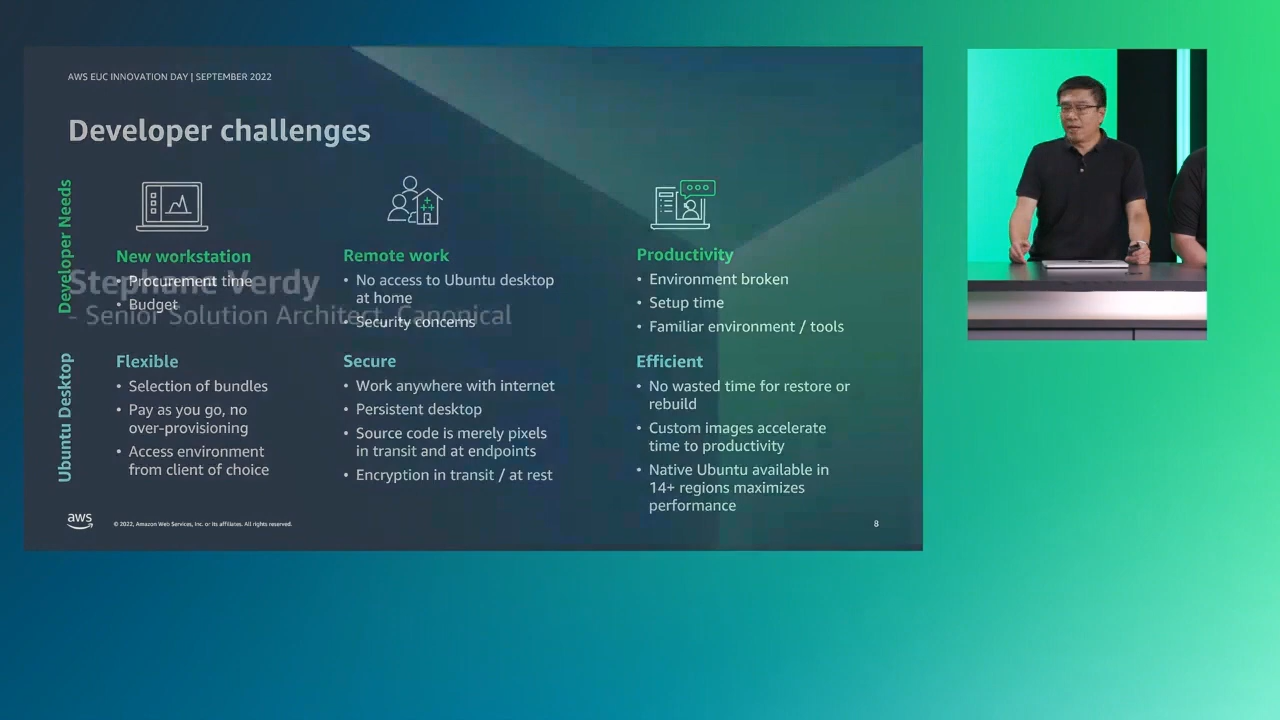 AWS EUC INNOVATION DAY | SEPTEMBER 2022
Developer challenges
Developer Needs
New workstation
• Procurement time
• Budget
Remote work
• No access to Ubuntu desktop
at home
• Security concerns
Productivity
• Environment broken
• Setup time
• Familiar environment / tools
Stephane Verdy
- Senior Solution Architect, Canonical
Ubuntu Desktop
Flexible
• Selection of bundles
• Pay as you go, no
over-provisioning
• Access environment
from client of choice
Secure
• Work anywhere with internet
• Persistent desktop
• Source code is merely pixels
in transit and at endpoints
• Encryption in transit / at rest
Efficient
• No wasted time for restore or
rebuild
• Custom images accelerate
time to productivity
• Native Ubuntu available in
14+ regions maximizes
performance
aws
© 2022, Amazon Web Services, Inc. or its affiliates. All rights reserved.
8